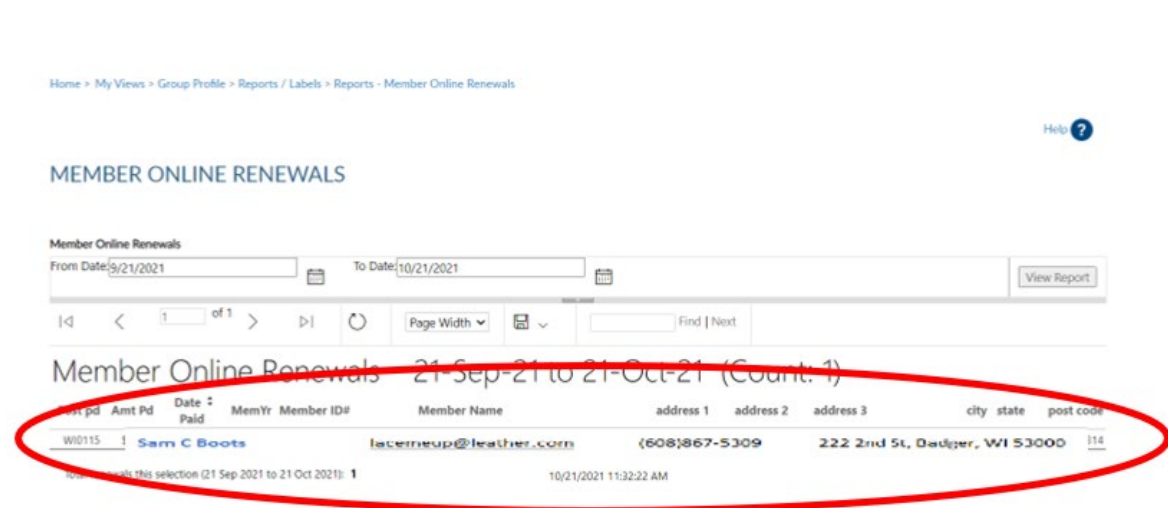 Home > My Views > Group Profile > Reports / Labels > Reports - Member Online Renewals
Help ?
MEMBER ONLINE RENEWALS
Member Online Renewals
From Date: 9/21/2021 To Date: 10/21/2021 View Report
1 of 1 Page Width Find | Next
Member Online Renewals 21-Sep-21 to 21-Oct-21 (Count: 1)
pd Amt Pd Date Paid MemYr Member ID# Member Name address 1 address 2 address 3 city state post code
WI0115 Sam C Boots lacemeup@leather.com (608)867-5309 222 2nd St, Badger, WI 53000 314
renewals this selection (21 Sep 2021 to 21 Oct 2021): 1 10/21/2021 11:32:22 AM